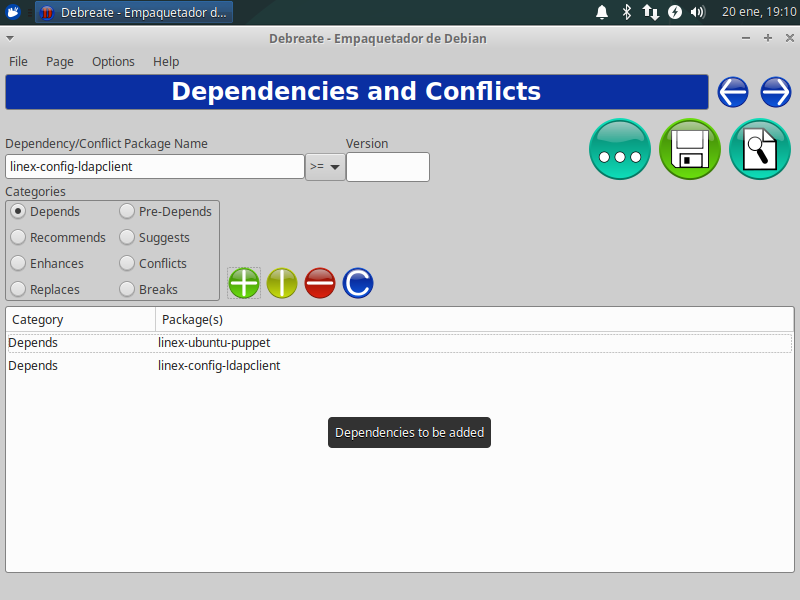 Debreate - Empaquetador d...
20 ene, 19:10
Debreate - Empaquetador de Debian
File Page Options Help
Dependencies and Conflicts
Dependency/Conflict Package Name Version
linex-config-ldapclient >=
Categories
Depends Pre-Depends
Recommends Suggests
Enhances Conflicts
Replaces Breaks
Category Package(s)
Depends linex-ubuntu-puppet
Depends linex-config-ldapclient
Dependencies to be added